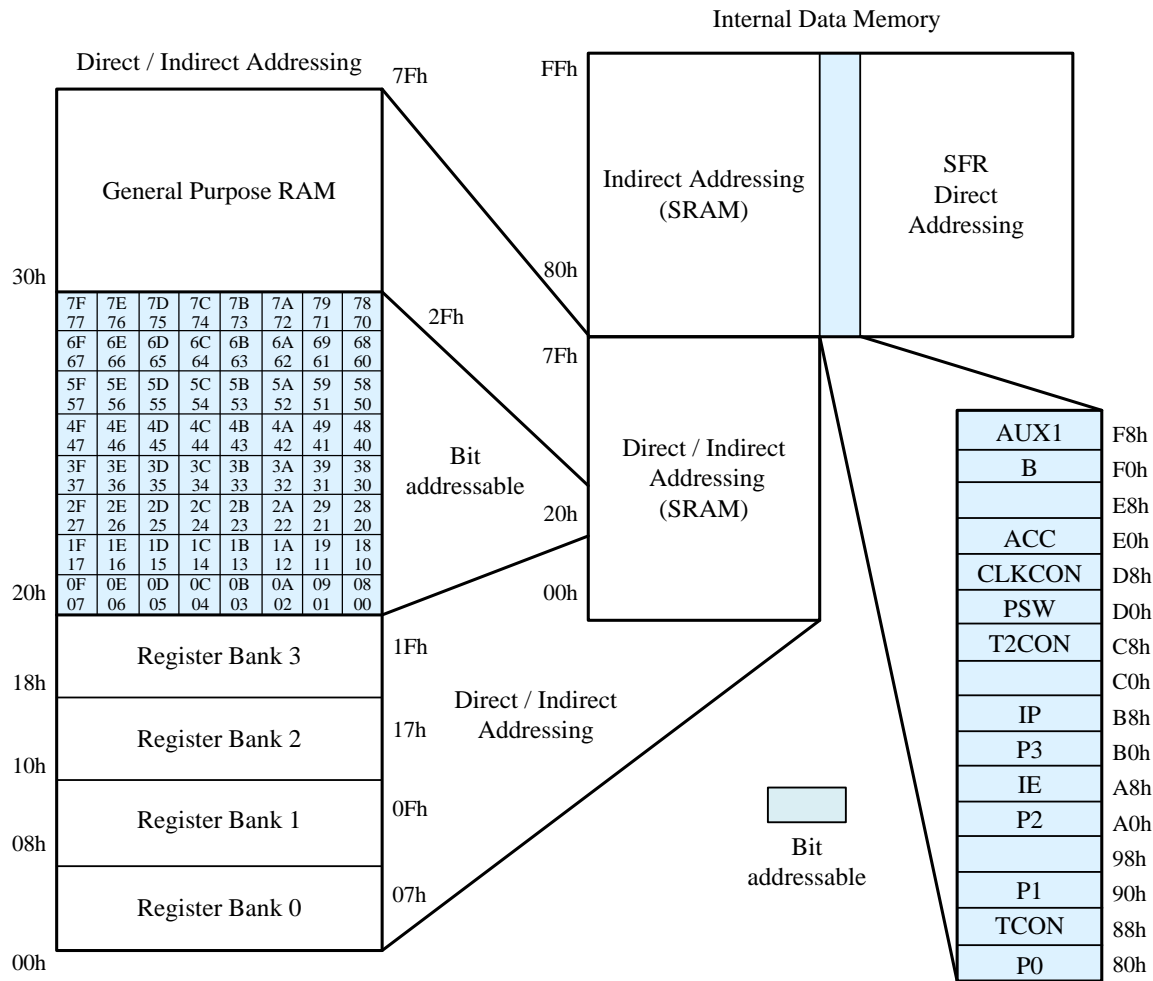 Internal Data Memory
Direct / Indirect Addressing
7Fh
General Purpose RAM
30h
7F 7E 7D 7C 7B 7A 79 78
77 76 75 74 73 72 71 70
6F 6E 6D 6C 6B 6A 69 68
67 66 65 64 63 62 61 60
5F 5E 5D 5C 5B 5A 59 58
57 56 55 54 53 52 51 50
4F 4E 4D 4C 4B 4A 49 48
47 46 45 44 43 42 41 40
3F 3E 3D 3C 3B 3A 39 38
37 36 35 34 33 32 31 30
2F 2E 2D 2C 2B 2A 29 28
27 26 25 24 23 22 21 20
1F 1E 1D 1C 1B 1A 19 18
17 16 15 14 13 12 11 10
0F 0E 0D 0C 0B 0A 09 08
07 06 05 04 03 02 01 00
20h
2Fh
Bit
addressable
20h
Register Bank 3
1Fh
18h
Register Bank 2
17h
10h
Register Bank 1
0Fh
08h
Register Bank 0
07h
00h
Direct / Indirect
Addressing
FFh
Indirect Addressing
(SRAM)
80h
SFR
Direct
Addressing
7Fh
Direct / Indirect
Addressing
(SRAM)
00h
Bit
addressable
AUX1 F8h
B F0h
E8h
ACC E0h
CLKCON D8h
PSW D0h
T2CON C8h
C0h
IP B8h
P3 B0h
IE A8h
P2 A0h
98h
P1 90h
TCON 88h
P0 80h